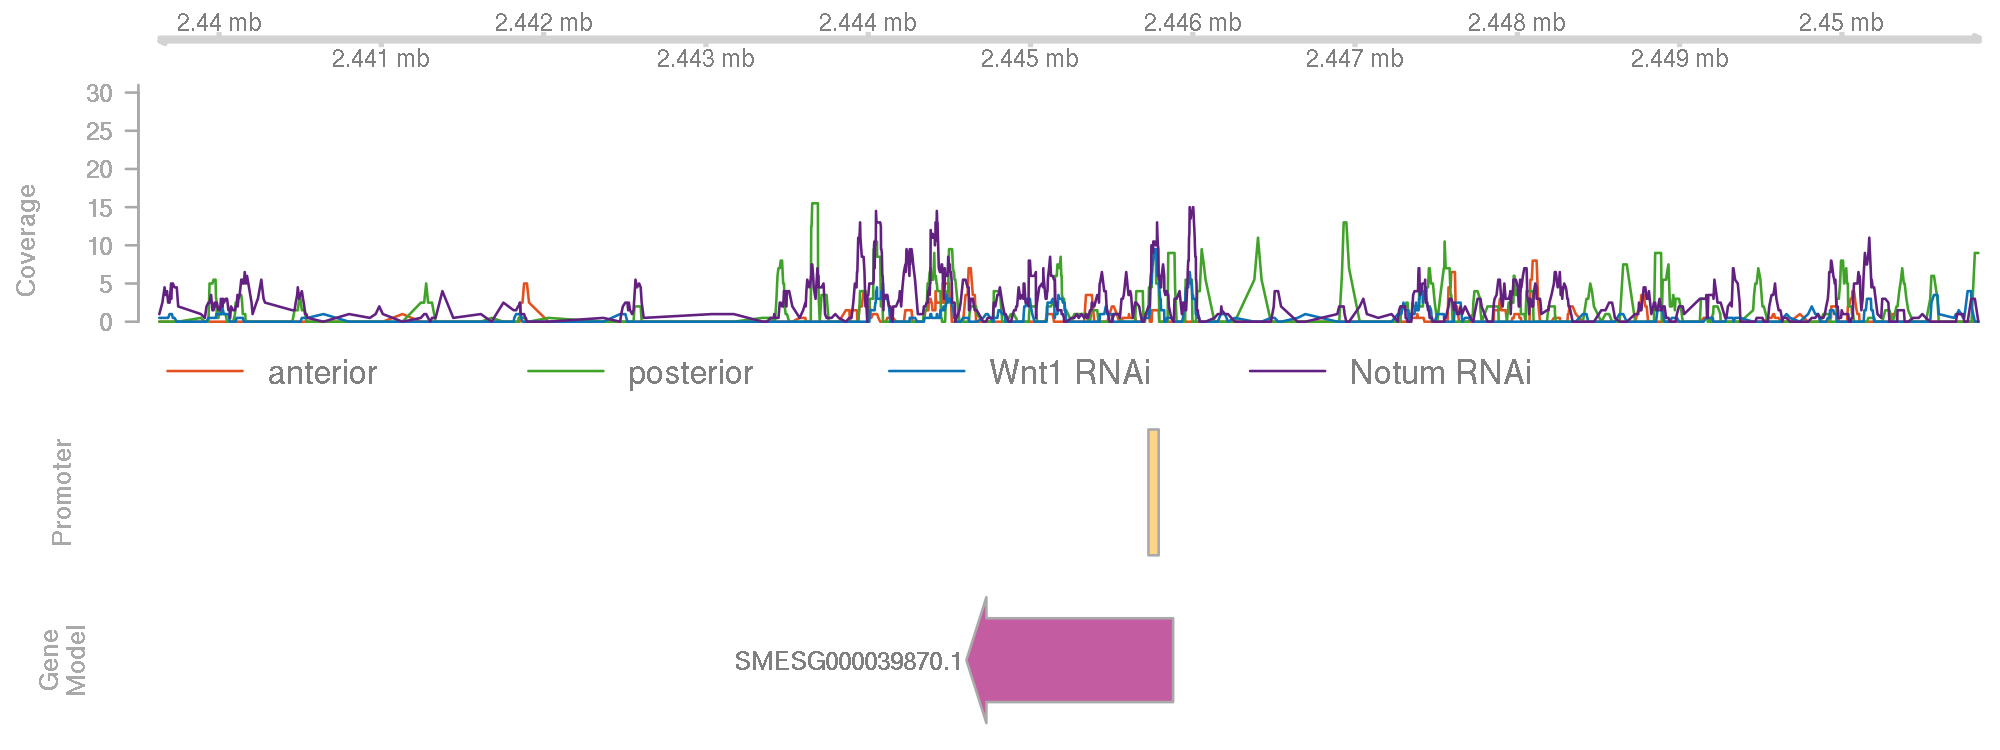 2.44 mb 2.442 mb 2.444 mb 2.446 mb 2.448 mb 2.45 mb
2.441 mb 2.443 mb 2.445 mb 2.447 mb 2.449 mb
Coverage
30
25
20
15
10
5
0
anterior posterior Wnt1 RNAi Notum RNAi
Promoter
Gene
Model
SMESG000039870.1